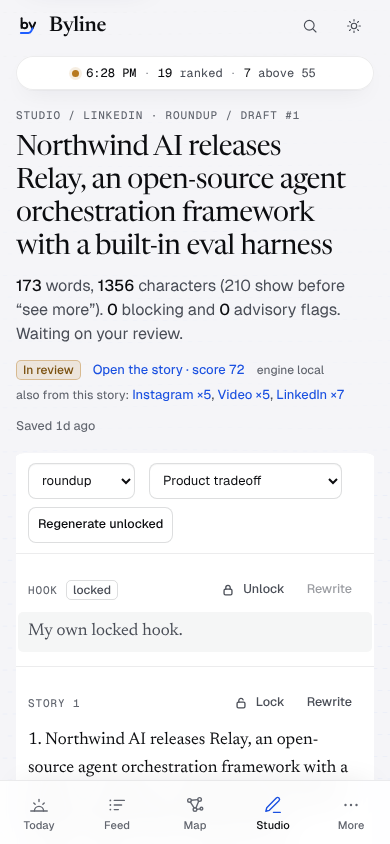 by Byline
6:28 PM · 19 ranked · 7 above 55
STUDIO / LINKEDIN · ROUNDUP / DRAFT #1
Northwind AI releases
Relay, an open-source agent
orchestration framework
with a built-in eval harness
173 words, 1356 characters (210 show before
“see more”). 0 blocking and 0 advisory flags.
Waiting on your review.
In review Open the story · score 72 engine local
also from this story: Instagram ×5, Video ×5, LinkedIn ×7
Saved 1d ago
roundup Product tradeoff
Regenerate unlocked
HOOK locked Unlock Rewrite
My own locked hook.
STORY 1 Lock Rewrite
1. Northwind AI releases Relay, an open-
source agent orchestration framework with a
Today Feed Map Studio More